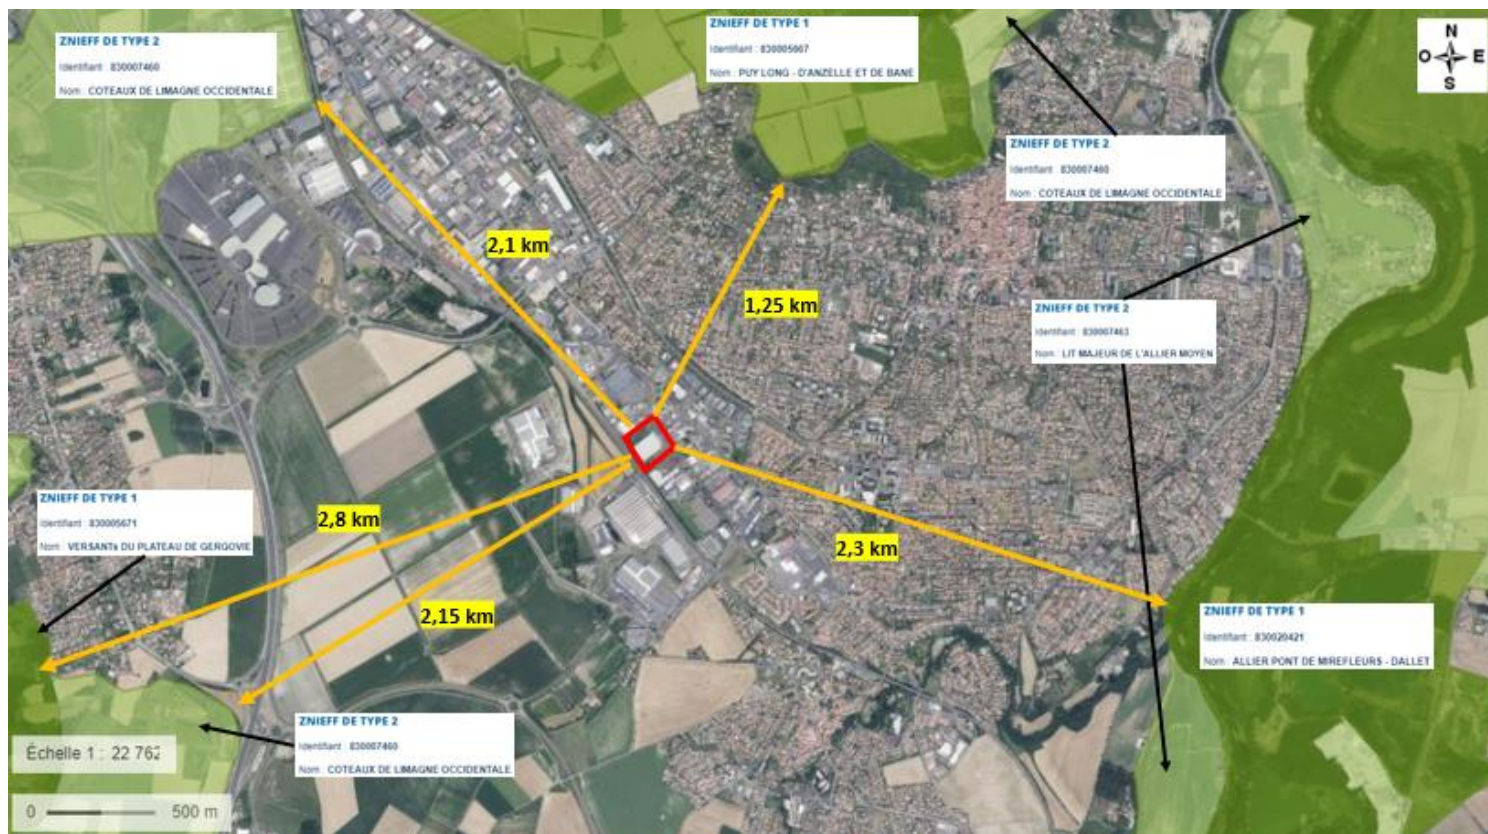 ZNIEFF DE TYPE 2
Identifiant : 830007460
Nom : COTEAUX DE LIMAGNE OCCIDENTALE
ZNIEFF DE TYPE 1
Identifiant : 830005667
Nom : PUY LONG - D'ANZELLE ET DE BANE
N
O
E
S
ZNIEFF DE TYPE 2
Identifiant : 830007460
Nom : COTEAUX DE LIMAGNE OCCIDENTALE
2,1 km
1,25 km
ZNIEFF DE TYPE 2
Identifiant : 830007463
Nom : LIT MAJEUR DE L'ALLIER MOYEN
ZNIEFF DE TYPE 1
Identifiant : 830005671
Nom : VERSANTs DU PLATEAU DE GERGOVIE
2,8 km
2,3 km
2,15 km
ZNIEFF DE TYPE 1
Identifiant : 830020421
Nom : ALLIER PONT DE MIREFLEURS - DALLET
ZNIEFF DE TYPE 2
Identifiant : 830007460
Nom : COTEAUX DE LIMAGNE OCCIDENTALE
Échelle 1 : 22 762
0
500 m